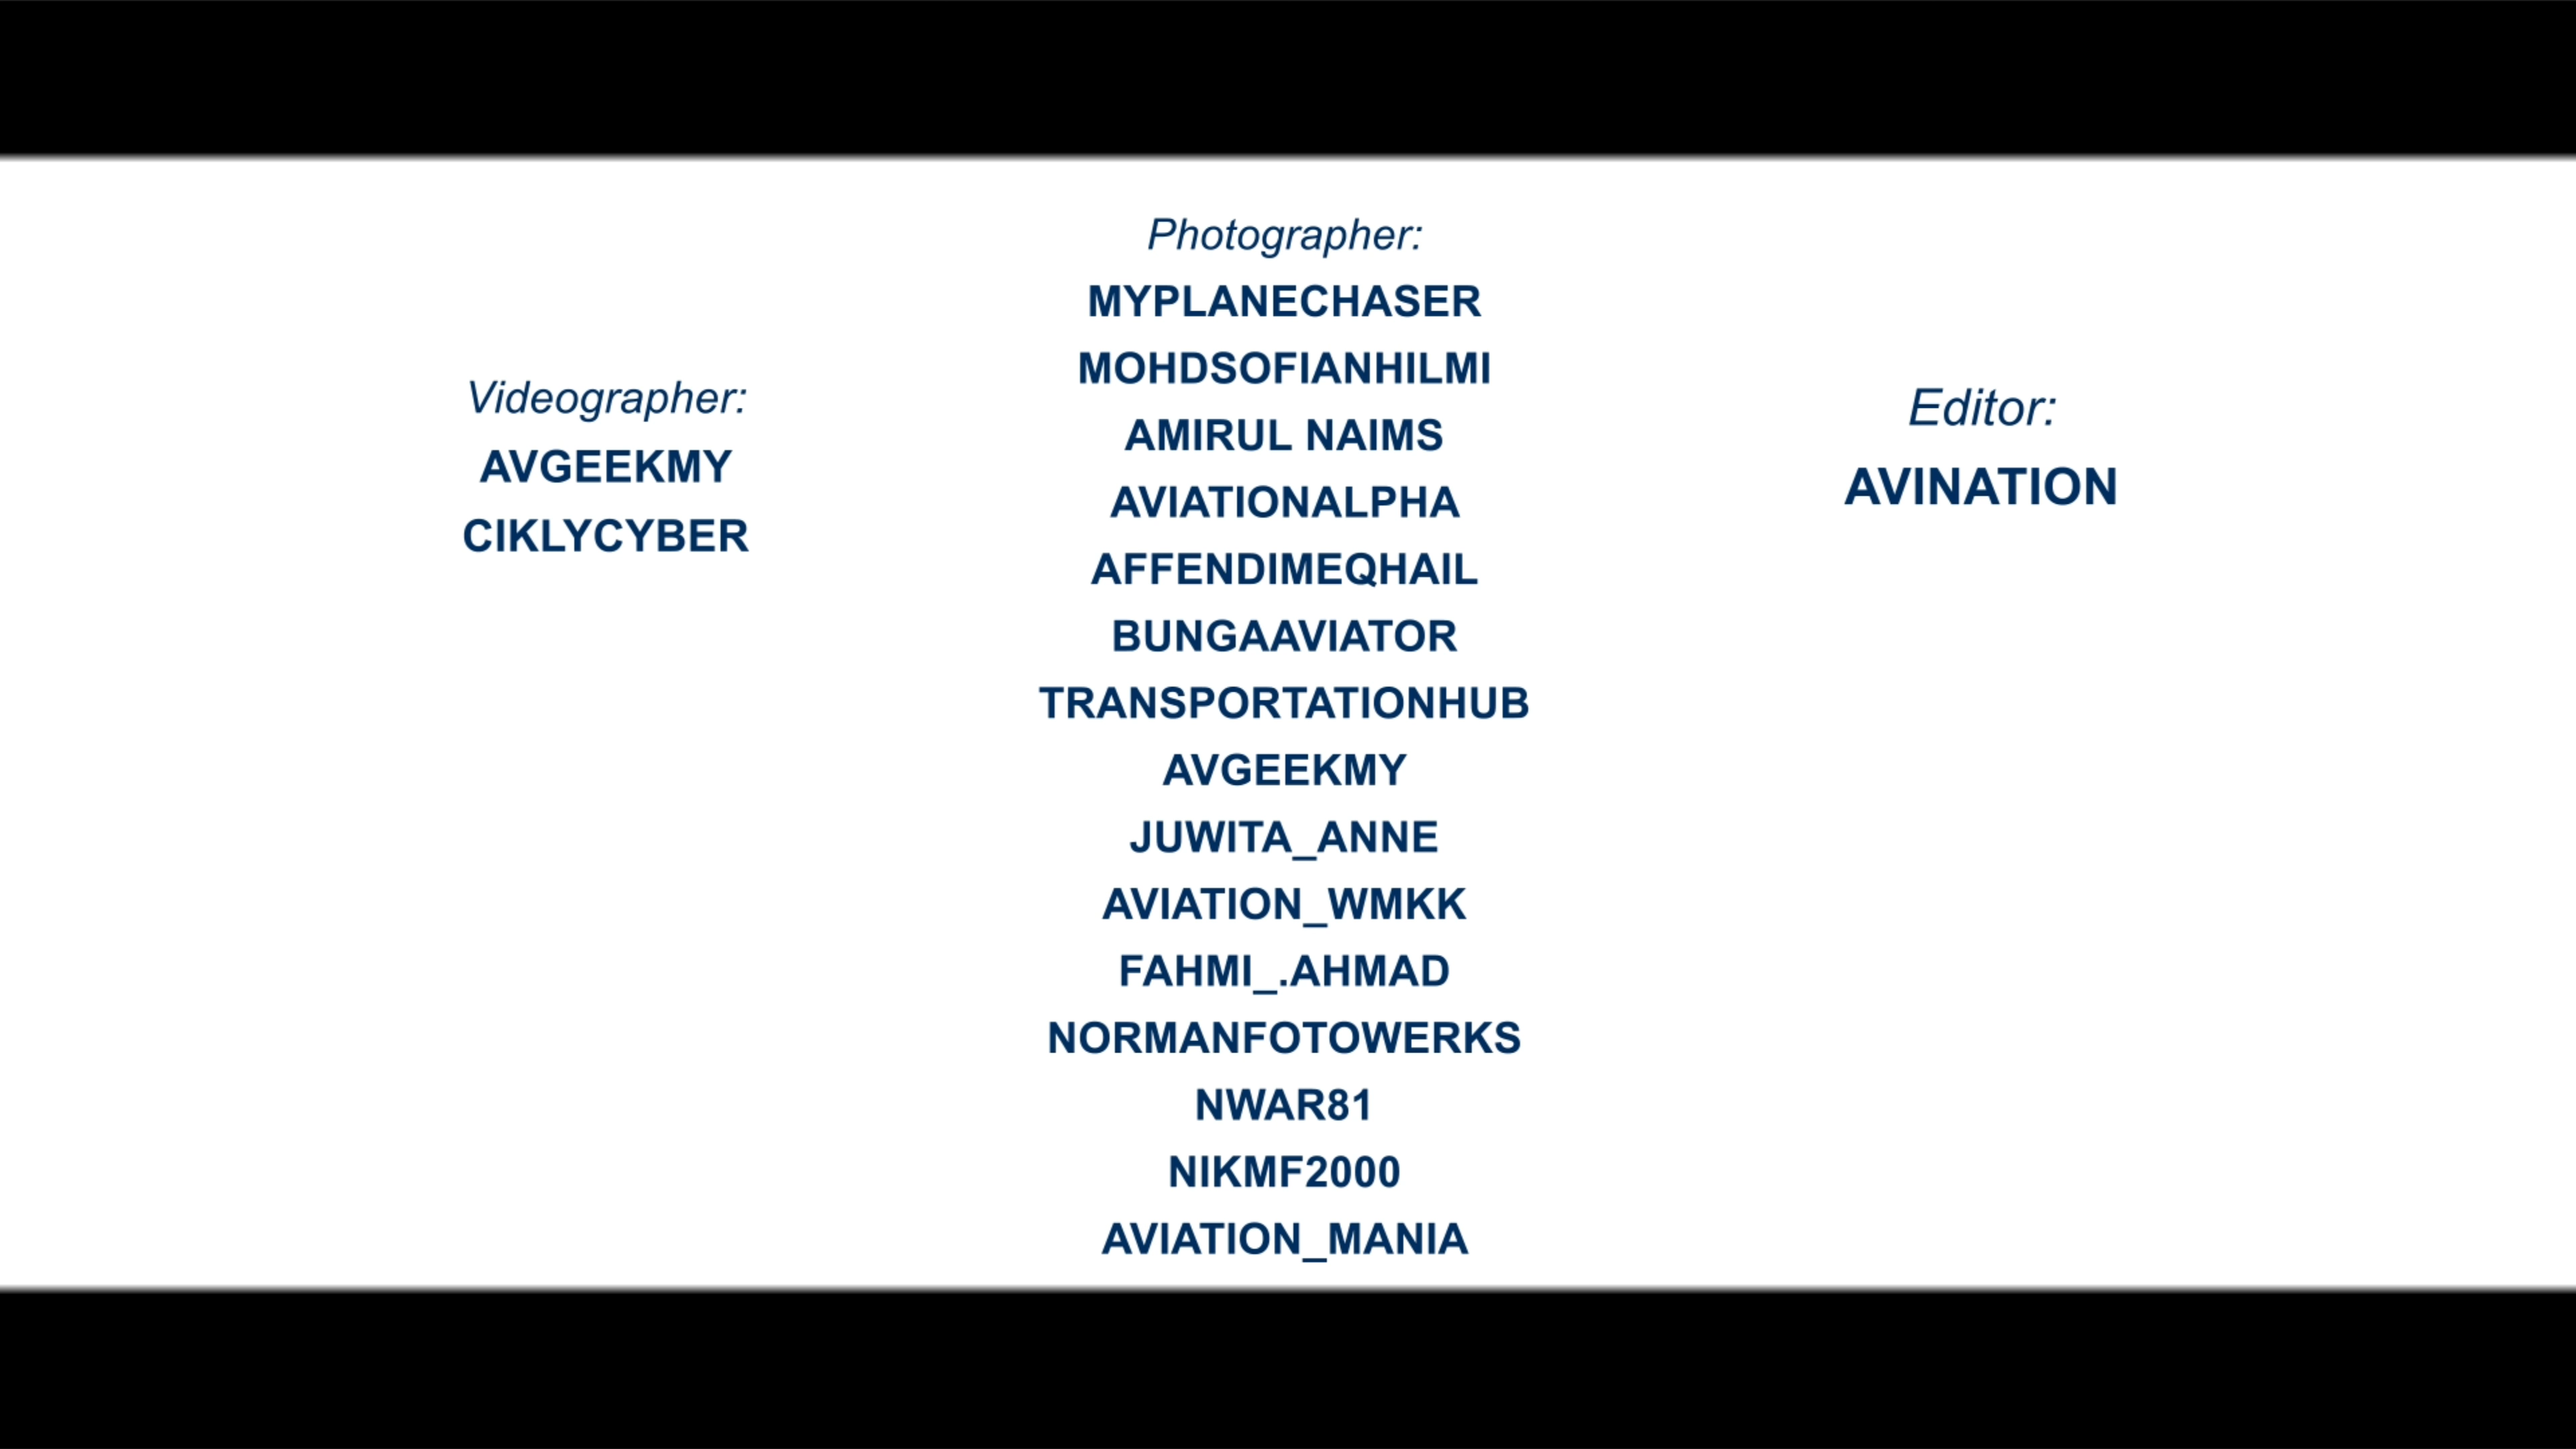 Videographer:
AVGEEKMY
CIKLYCYBER
Photographer:
MYPLANECHASER
MOHDSOFIANHILMI
AMIRUL NAIMS
AVIATIONALPHA
AFFENDIMEQHAIL
BUNGAAVIATOR
TRANSPORTATIONHUB
AVGEEKMY
JUWITA_ANNE
AVIATION_WMKK
FAHMI_.AHMAD
NORMANFOTOWERKS
NWAR81
NIKMF2000
AVIATION_MANIA
Editor:
AVINATION